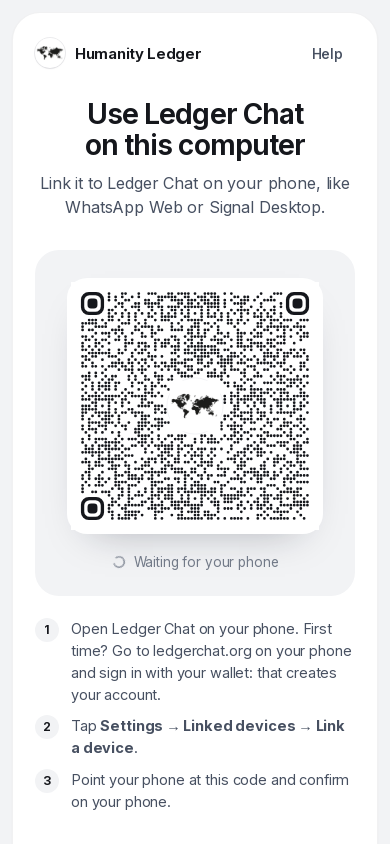 Humanity Ledger
Help
Use Ledger Chat
on this computer
Link it to Ledger Chat on your phone, like
WhatsApp Web or Signal Desktop.
Waiting for your phone
1 Open Ledger Chat on your phone. First
time? Go to ledgerchat.org on your phone
and sign in with your wallet: that creates
your account.
2 Tap Settings → Linked devices → Link
a device.
3 Point your phone at this code and confirm
on your phone.